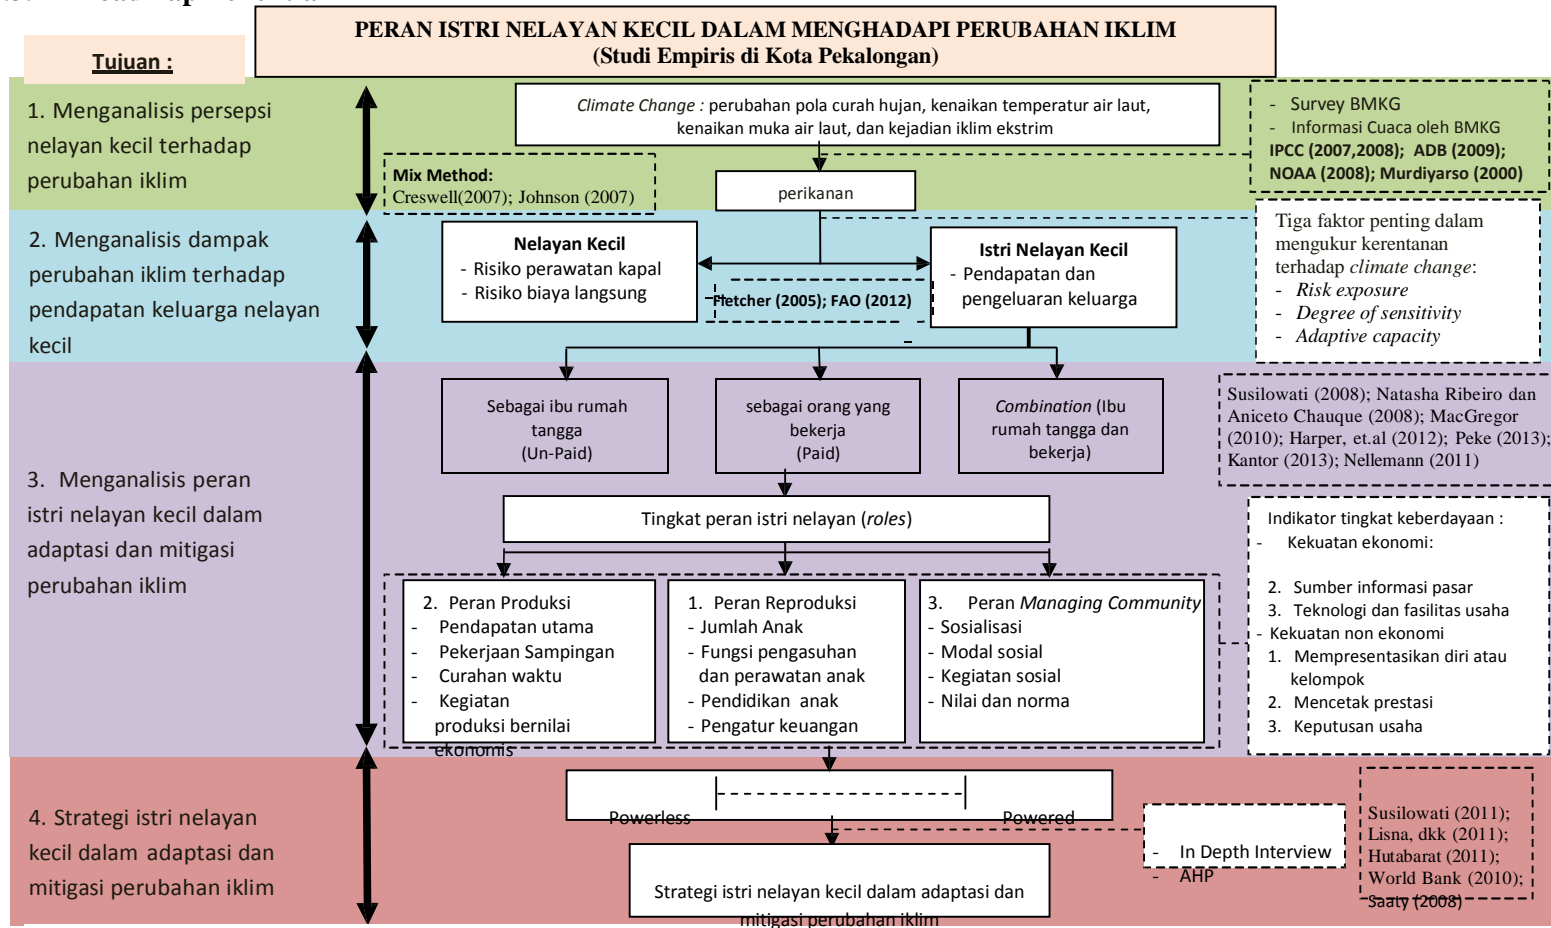 PERAN ISTRI NELAYAN KECIL DALAM MENGHADAPI PERUBAHAN IKLIM
(Studi Empiris di Kota Pekalongan)
Tujuan :
1. Menganalisis persepsi
nelayan kecil terhadap
perubahan iklim
Climate Change : perubahan pola curah hujan, kenaikan temperatur air laut,
kenaikan muka air laut, dan kejadian iklim ekstrim
- Survey BMKG
- Informasi Cuaca oleh BMKG
IPCC (2007,2008); ADB (2009);
NOAA (2008); Murdiyarso (2000)
Mix Method:
Creswell(2007); Johnson (2007)
perikanan
2. Menganalisis dampak
perubahan iklim terhadap
pendapatan keluarga nelayan
kecil
Nelayan Kecil
- Risiko perawatan kapal
- Risiko biaya langsung
Fletcher (2005); FAO (2012)
Istri Nelayan Kecil
- Pendapatan dan
pengeluaran keluarga
Tiga faktor penting dalam
mengukur kerentanan
terhadap climate change:
- Risk exposure
- Degree of sensitivity
- Adaptive capacity
3. Menganalisis peran
istri nelayan kecil dalam
adaptasi dan mitigasi
perubahan iklim
Sebagai ibu rumah
tangga
(Un-Paid)
sebagai orang yang
bekerja
(Paid)
Combination (Ibu
rumah tangga dan
bekerja)
Susilowati (2008); Natasha Ribeiro dan
Aniceto Chauque (2008); MacGregor
(2010); Harper, et.al (2012); Peke (2013);
Kantor (2013); Nellemann (2011)
Tingkat peran istri nelayan (roles)
2. Peran Produksi
- Pendapatan utama
- Pekerjaan Sampingan
- Curahan waktu
- Kegiatan
produksi bernilai
ekonomis
1. Peran Reproduksi
- Jumlah Anak
- Fungsi pengasuhan
dan perawatan anak
- Pendidikan anak
- Pengatur keuangan
3. Peran Managing Community
- Sosialisasi
- Modal sosial
- Kegiatan sosial
- Nilai dan norma
Indikator tingkat keberdayaan :
- Kekuatan ekonomi:
2. Sumber informasi pasar
3. Teknologi dan fasilitas usaha
- Kekuatan non ekonomi
1. Mempresentasikan diri atau
kelompok
2. Mencetak prestasi
3. Keputusan usaha
4. Strategi istri nelayan
kecil dalam adaptasi dan
mitigasi perubahan iklim
Powerless Powered
- In Depth Interview
- AHP
Susilowati (2011);
Lisna, dkk (2011);
Hutabarat (2011);
World Bank (2010);
Saaty (2008)
Strategi istri nelayan kecil dalam adaptasi dan
mitigasi perubahan iklim